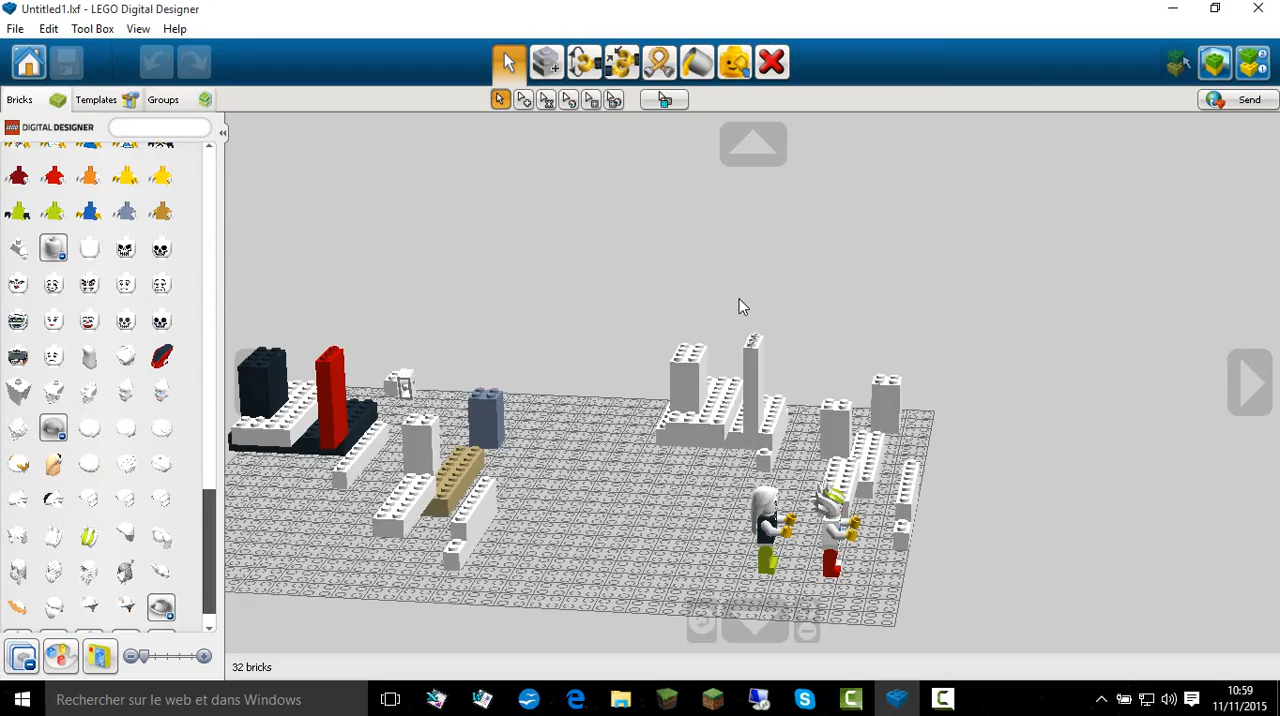 Untitled1.lxf - LEGO Digital Designer
File Edit Tool Box View Help
Bricks Templates Groups Send
LEGO DIGITAL DESIGNER
32 bricks
Rechercher sur le web et dans Windows
10:59
11/11/2015